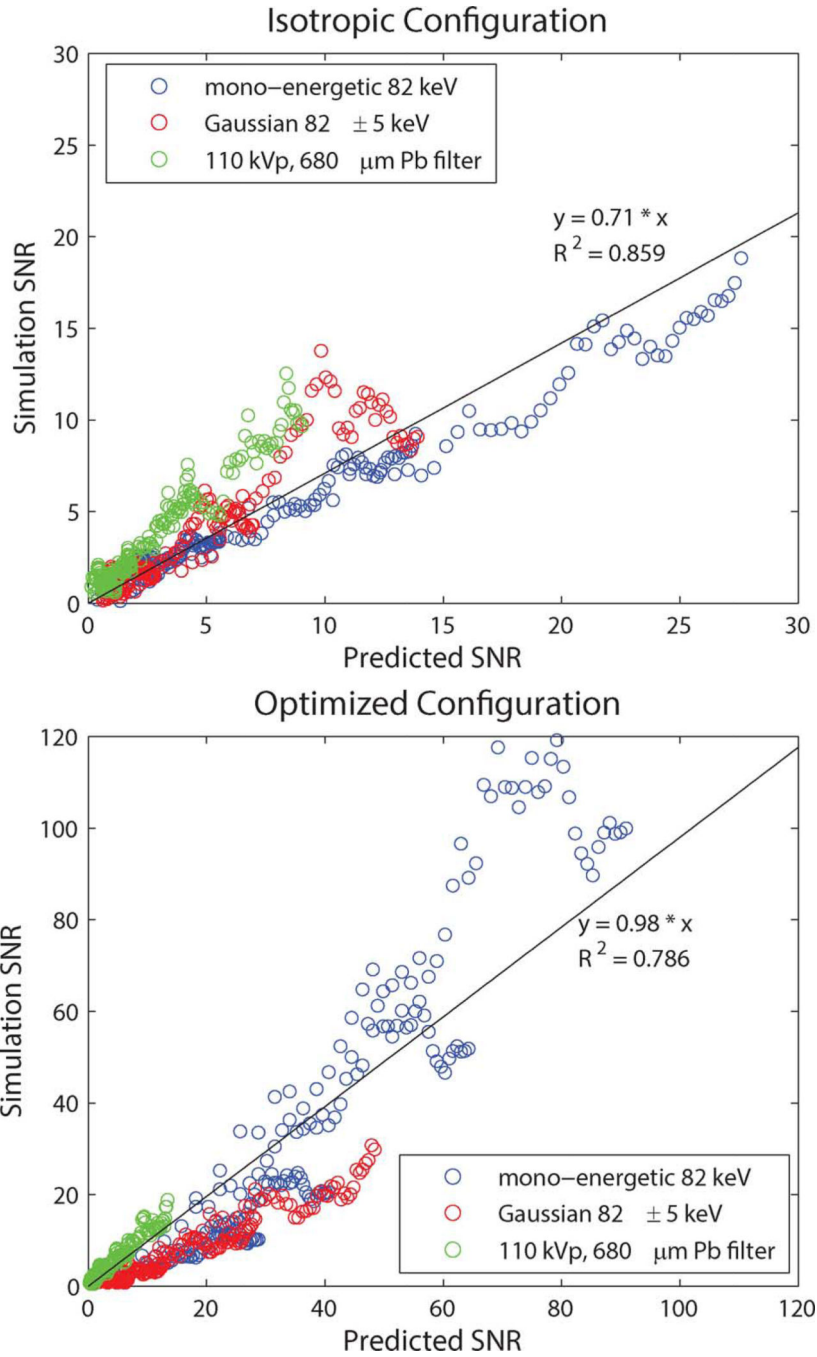 Isotropic Configuration
30
25
20
15
10
5
0
Simulation SNR
mono-energetic 82 keV
Gaussian 82 ± 5 keV
110 kVp, 680 μm Pb filter
y = 0.71 * x
R² = 0.859
0 5 10 15 20 25 30
Predicted SNR
Optimized Configuration
120
100
80
60
40
20
0
Simulation SNR
y = 0.98 * x
R² = 0.786
mono-energetic 82 keV
Gaussian 82 ± 5 keV
110 kVp, 680 μm Pb filter
0 20 40 60 80 100 120
Predicted SNR